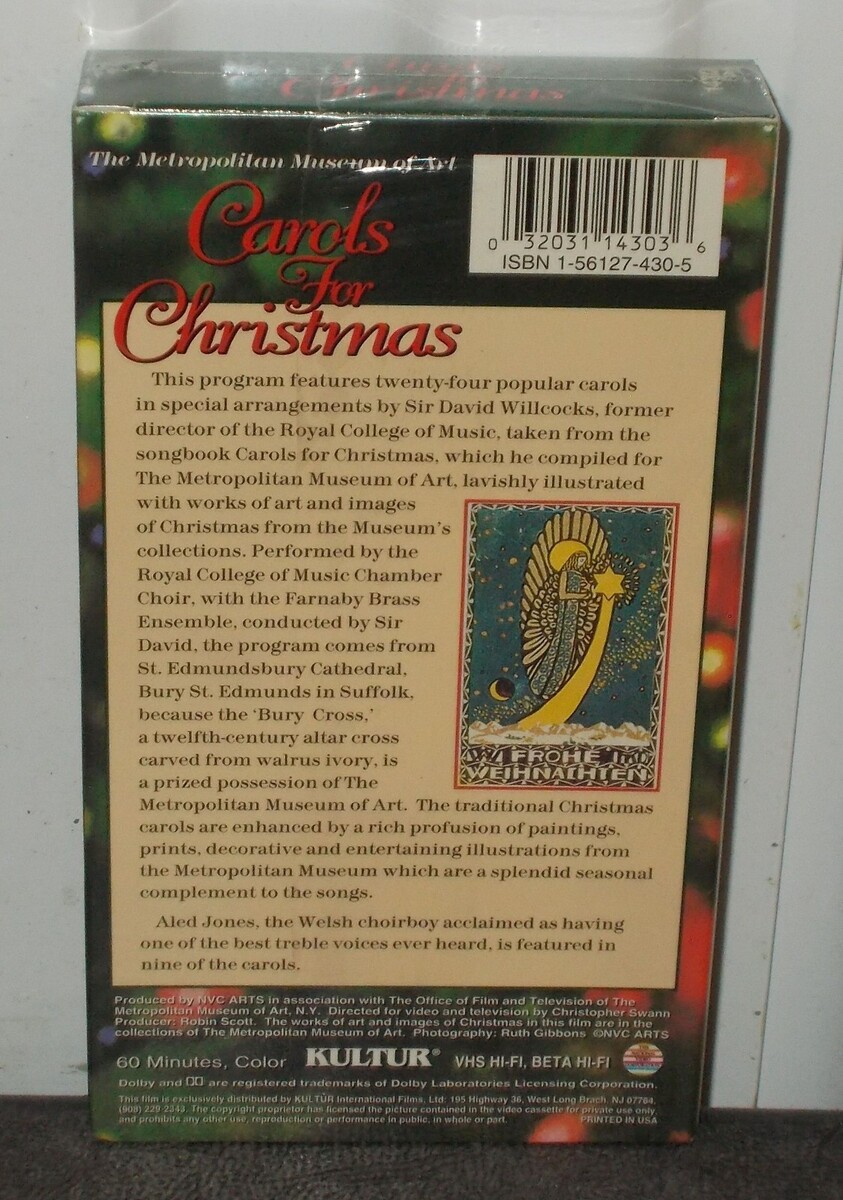 Christmas
The Metropolitan Museum of Art
Carols
For
Christmas
0 32031 14303 6
ISBN 1-56127-430-5
This program features twenty-four popular carols
in special arrangements by Sir David Willcocks, former
director of the Royal College of Music, taken from the
songbook Carols for Christmas, which he compiled for
The Metropolitan Museum of Art, lavishly illustrated
with works of art and images
of Christmas from the Museum's
collections. Performed by the
Royal College of Music Chamber
Choir, with the Farnaby Brass
Ensemble, conducted by Sir
David, the program comes from
St. Edmundsbury Cathedral,
Bury St. Edmunds in Suffolk,
because the 'Bury Cross,'
a twelfth-century altar cross
carved from walrus ivory, is
a prized possession of The
Metropolitan Museum of Art. The traditional Christmas
carols are enhanced by a rich profusion of paintings,
prints, decorative and entertaining illustrations from
the Metropolitan Museum which are a splendid seasonal
complement to the songs.
FROHE
WEIHNACHTEN
Aled Jones, the Welsh choirboy acclaimed as having
one of the best treble voices ever heard, is featured in
nine of the carols.
Produced by NVC ARTS in association with The Office of Film and Television of The
Metropolitan Museum of Art, N.Y. Directed for video and television by Christopher Swann
Producer: Robin Scott. The works of art and images of Christmas in this film are in the
collections of The Metropolitan Museum of Art. Photography: Ruth Gibbons ©NVC ARTS
60 Minutes, Color KULTUR® VHS HI-FI, BETA HI-FI
Dolby and are registered trademarks of Dolby Laboratories Licensing Corporation.
This film is exclusively distributed by KULTUR International Films, Ltd: 195 Highway 36, West Long Brach, NJ 07764,
(908) 229-2343. The copyright proprietor has licensed the picture contained in the video cassette for private use only
and prohibits any other use, reproduction or performance in public, in whole or part. PRINTED IN USA